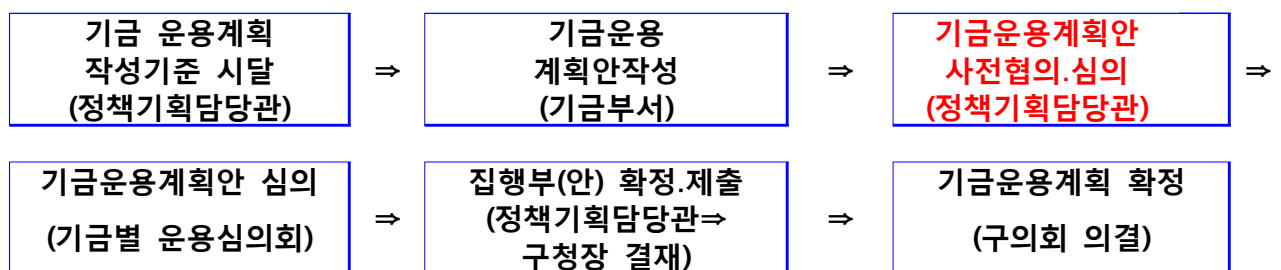 기금 운용계획
작성기준 시달
(정책기획담당관)
⇒
기금운용
계획안작성
(기금부서)
⇒
기금운용계획안
사전협의.심의
(정책기획담당관)
⇒
기금운용계획안 심의
(기금별 운용심의회)
⇒
집행부(안) 확정.제출
(정책기획담당관⇒
구청장 결재)
⇒
기금운용계획 확정
(구의회 의결)